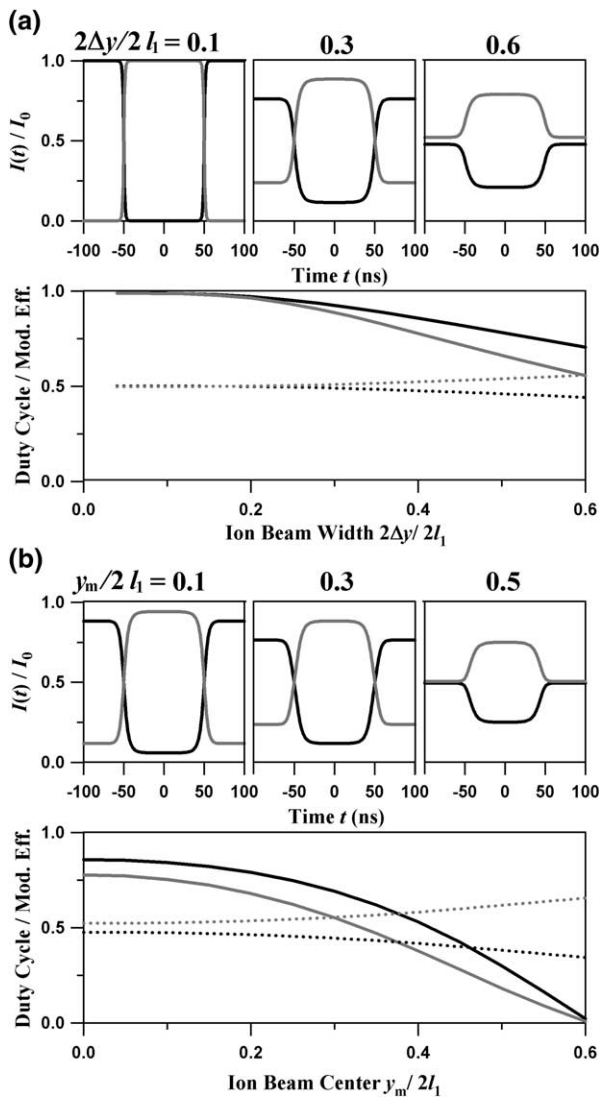 (a)
2Δy/2 l₁ = 0.1 0.3 0.6
I(t) / I₀
1.0
0.5
0.0
-100 -50 0 50 100 -50 0 50 -50 0 50 100
Time t (ns)
Duty Cycle / Mod. Eff.
1.0
0.5
0.0
0.0 0.2 0.4 0.6
Ion Beam Width 2Δy/ 2l₁
(b)
yₘ/2 l₁ = 0.1 0.3 0.5
I(t) / I₀
1.0
0.5
0.0
-100 -50 0 50 100 -50 0 50 100 -50 0 50 100
Time t (ns)
Duty Cycle / Mod. Eff.
1.0
0.5
0.0
0.0 0.2 0.4 0.6
Ion Beam Center yₘ/ 2l₁